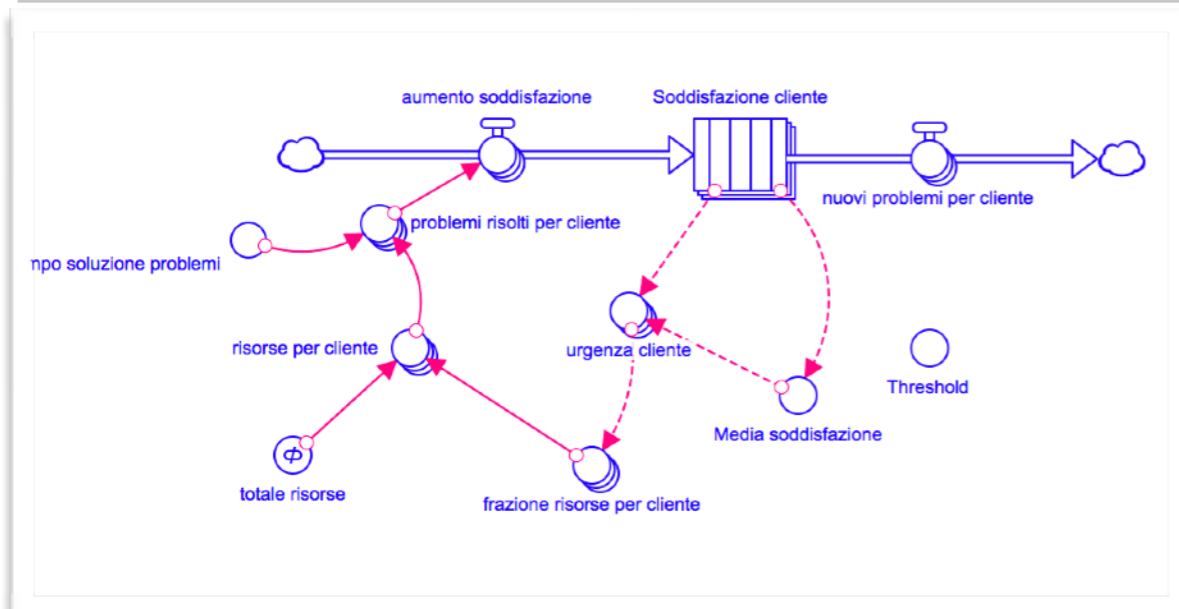 aumento soddisfazione
Soddisfazione cliente
nuovi problemi per cliente
problemi risolti per cliente
mpo soluzione problemi
risorse per cliente
urgenza cliente
Threshold
Media soddisfazione
totale risorse
frazione risorse per cliente